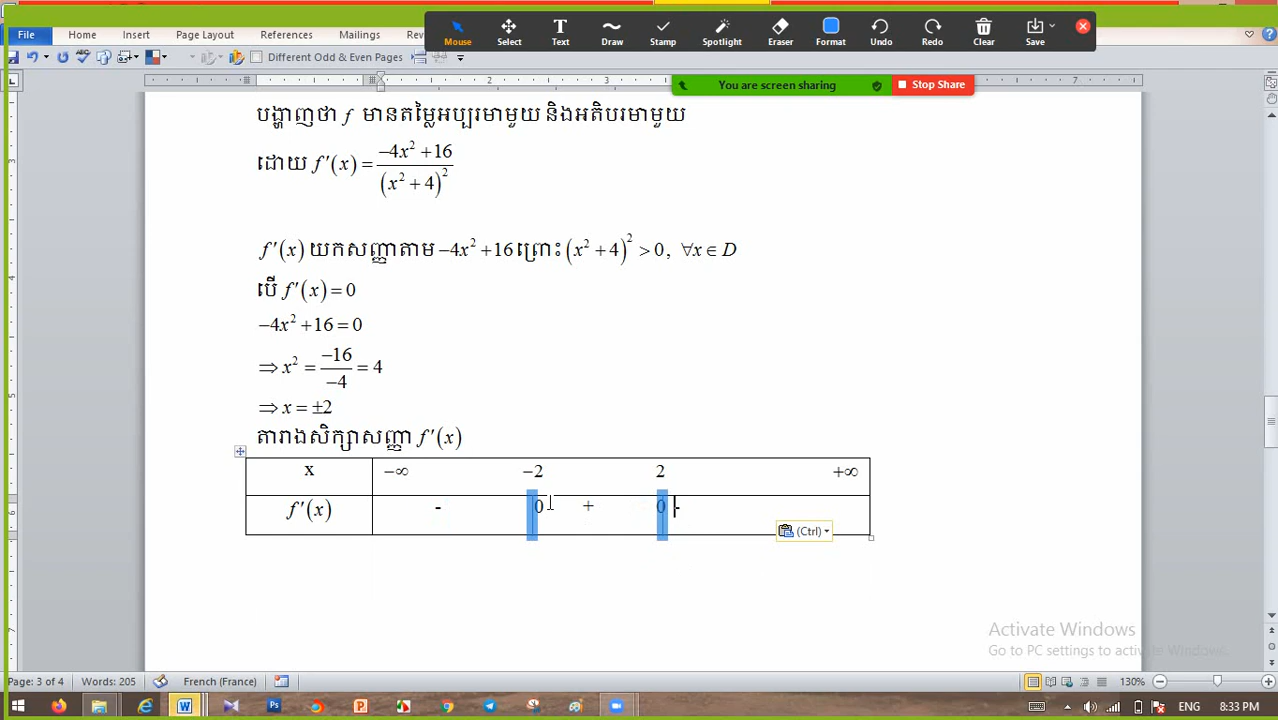 Mouse Select Text Draw Stamp Spotlight Eraser Format Undo Redo Clear Save
File Home Insert Page Layout References Mailings
Different Odd & Even Pages
You are screen sharing Stop Share
បង្ហាញថា f មានតម្លៃអប្បរមាមួយ និងអតិបរមាមួយ
ដោយ f'(x) = (−4x² + 16)/(x² + 4)²
f'(x) យកសញ្ញាតាម −4x² + 16 ព្រោះ (x² + 4)² > 0, ∀x ∈ D
បើ f'(x) = 0
−4x² + 16 = 0
⇒ x² = −16/−4 = 4
⇒ x = ±2
តារាងសិក្សាសញ្ញា f'(x)
x −∞ −2 2 +∞
f'(x) - 0 + 0 -
(Ctrl)
Activate Windows
Go to PC settings to activate Windows.
Page: 3 of 4 Words: 205 French (France) 130%
ENG 8:33 PM